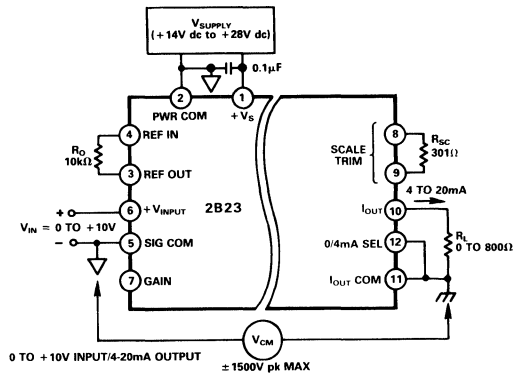 VSUPPLY
(+14V dc to +28V dc)
0.1μF
2
1
PWR COM
+VS
4
REF IN
RO
10kΩ
3
REF OUT
8
RSC
301Ω
SCALE
TRIM
9
4 TO 20mA
+
6
+VINPUT
2B23
IOUT
10
VIN = 0 TO +10V
RL
0 TO 800Ω
−
5
SIG COM
0/4mA SEL
12
7
GAIN
IOUT COM
11
VCM
0 TO +10V INPUT/4-20mA OUTPUT
±1500V pk MAX